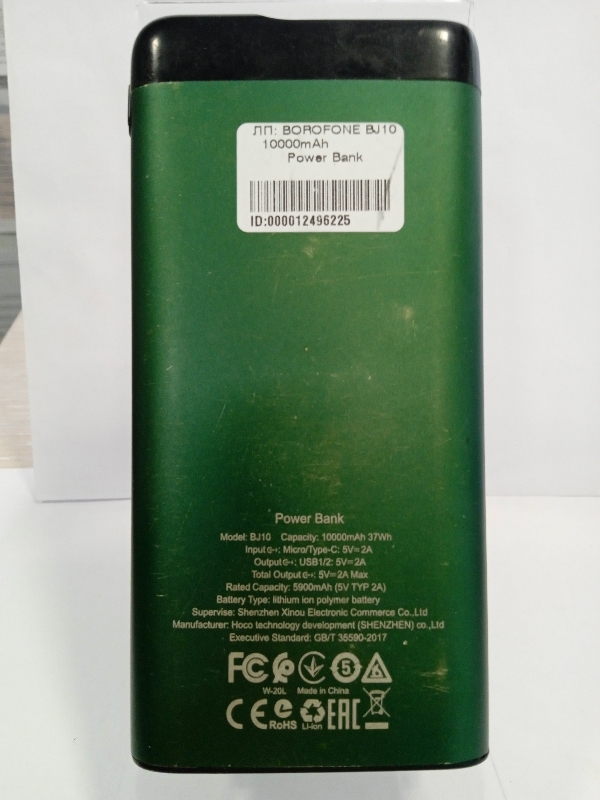 ЛП: BOROFONE BJ10
10000mAh
Power Bank
ID:000012496225
Power Bank
Model: BJ10 Capacity: 10000mAh 37Wh
Input: Micro/Type-C: 5V=2A
Output: USB1/2: 5V=2A
Total Output: 5V=2A Max
Rated Capacity: 5900mAh (5V TYP 2A)
Battery Type: lithium ion polymer battery
Supervise: Shenzhen Xinou Electronic Commerce Co.,Ltd
Manufacturer: Hoco technology development (SHENZHEN) co.,Ltd
Executive Standard: GB/T 35590-2017
FC 5
W-20L Made in China
CE RoHS Li-ion EAC